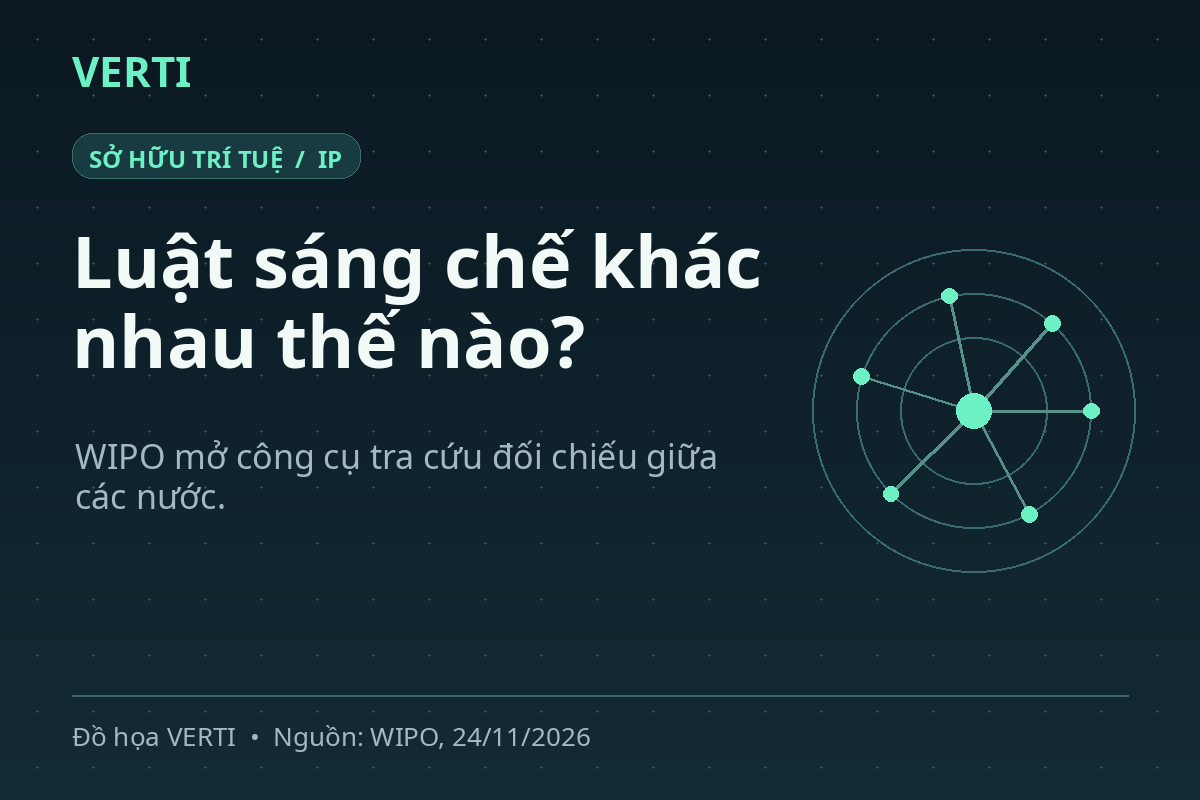 VERTI
SỞ HỮU TRÍ TUỆ / IP
Luật sáng chế khác
nhau thế nào?
WIPO mở công cụ tra cứu đối chiếu giữa
các nước.
Đồ họa VERTI • Nguồn: WIPO, 24/11/2026